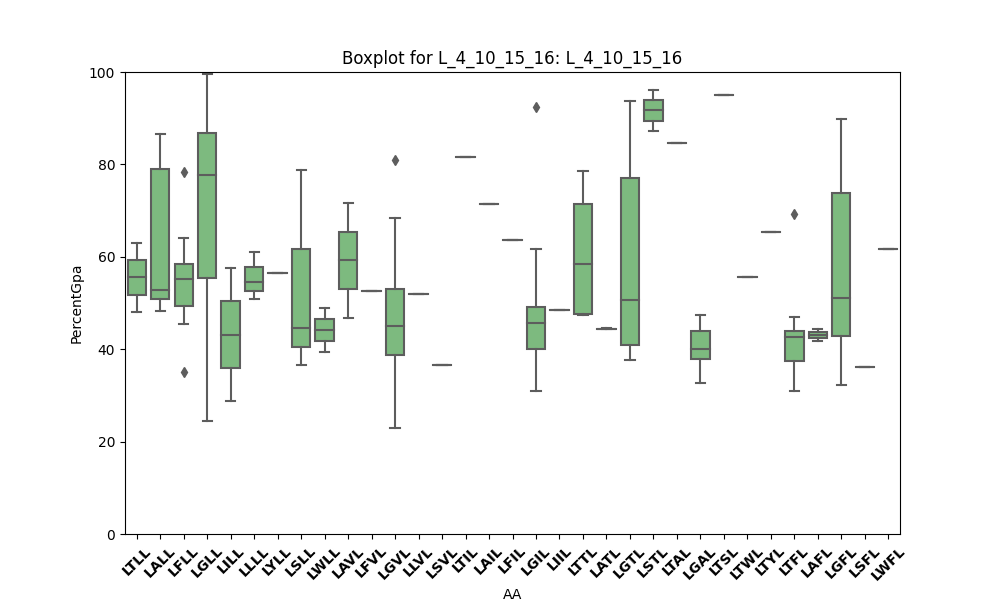 Boxplot for L_4_10_15_16: L_4_10_15_16
PercentGpa
100
80
60
40
20
0
LTLL LALL LFLL LGLL LILL LLLL LYLL LSLL LWLL LAVL LFVL LGVL LLVL LSVL LTIL LAIL LFIL LGIL LIIL LTTL LATL LGTL LSTL LTAL LGAL LTSL LTWL LTYL LTFL LAFL LGFL LSFL LWFL
AA